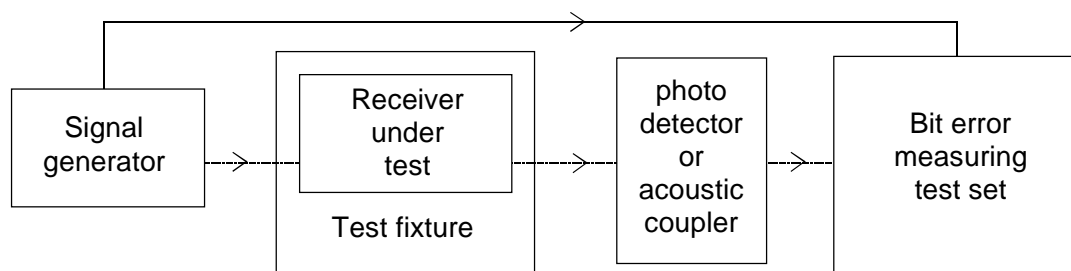 Signal
generator
Receiver
under
test
Test fixture
photo
detector
or
acoustic
coupler
Bit error
measuring
test set